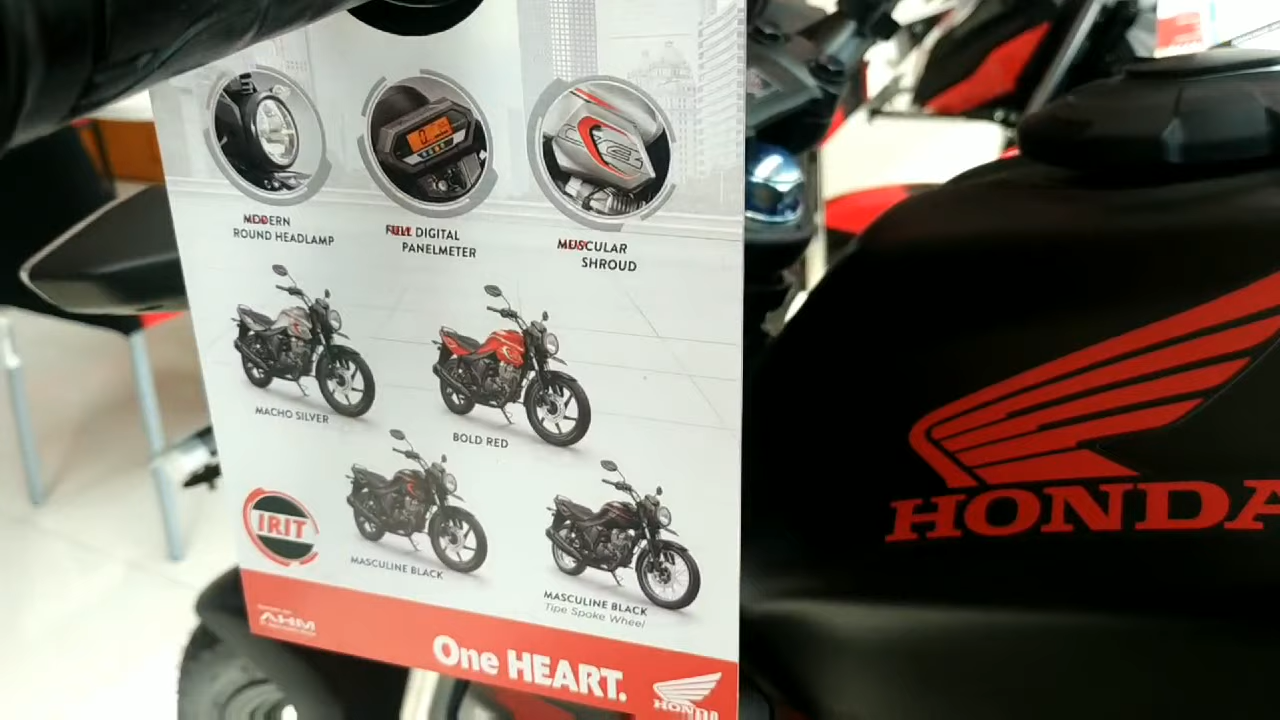 MODERN
ROUND HEADLAMP
FULL DIGITAL
PANELMETER
MUSCULAR
SHROUD
MACHO SILVER
BOLD RED
IRIT
MASCULINE BLACK
MASCULINE BLACK
Tipe Spoke Wheel
AHM
One HEART.
HONDA
HONDA